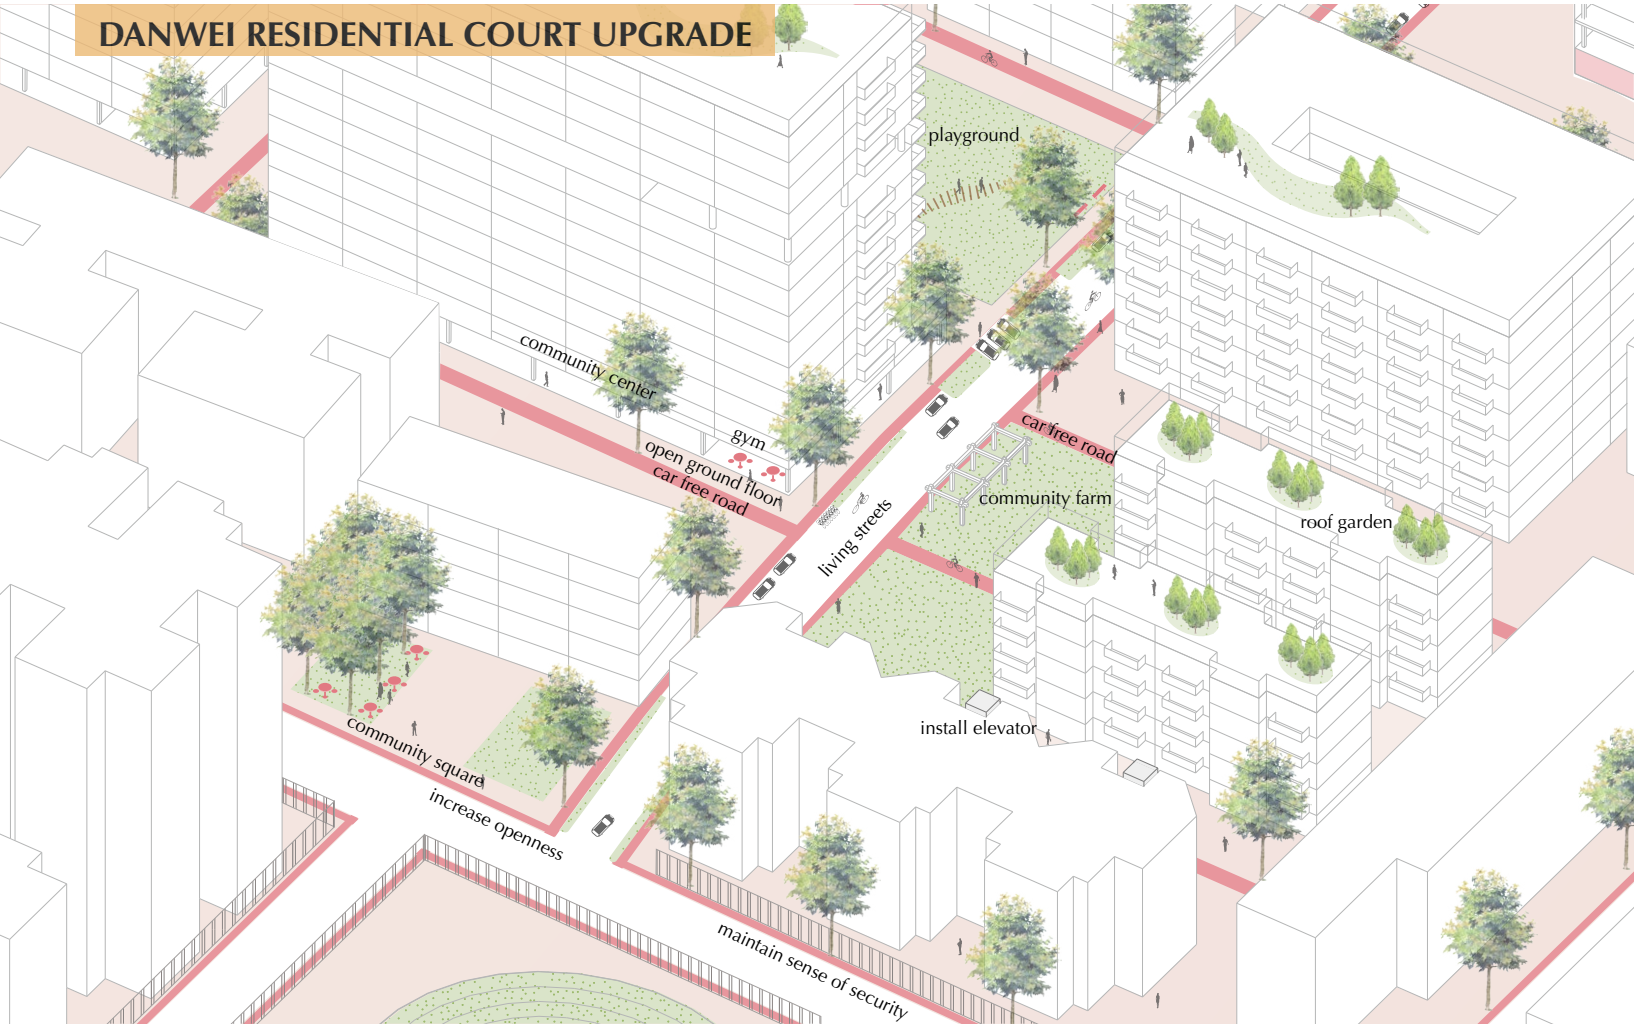 DANWEI RESIDENTIAL COURT UPGRADE
playground
community center
gym
open ground floor
car free road
car free road
living streets
community farm
roof garden
install elevator
community square
increase openness
maintain sense of security